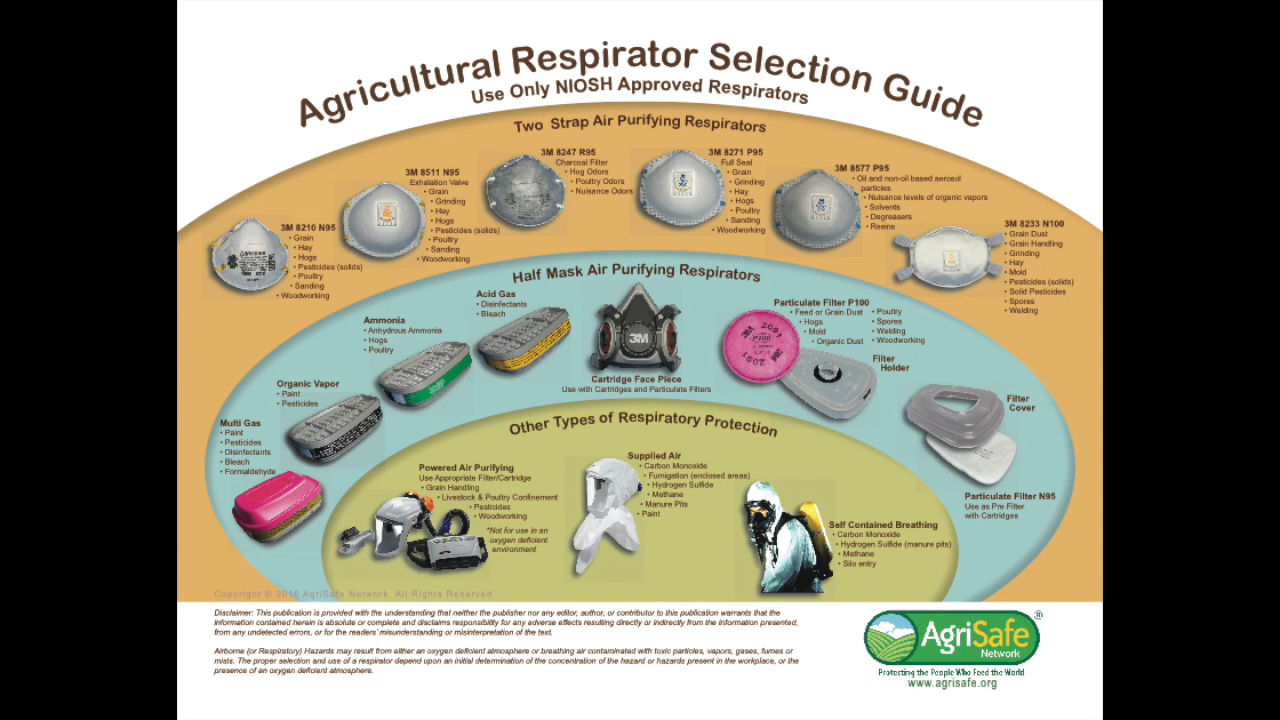 Agricultural Respirator Selection Guide
Use Only NIOSH Approved Respirators
Two Strap Air Purifying Respirators
3M 8210 N95
• Grain
• Hay
• Hogs
• Pesticides (solids)
• Poultry
• Sanding
• Woodworking
3M 8511 N95
Exhalation Valve
• Grain
• Grinding
• Hay
• Hogs
• Pesticides (solids)
• Poultry
• Sanding
• Woodworking
3M 8247 R95
Charcoal Filter
• Hog Odors
• Poultry Odors
• Nuisance Odors
3M 8271 P95
Full Seal
• Grain
• Grinding
• Hay
• Hogs
• Poultry
• Sanding
• Woodworking
3M 8577 P95
• Oil and non-oil based aerosol
particles
• Nuisance levels of organic vapors
• Solvents
• Degreasers
• Resins
3M 8233 N100
• Grain Dust
• Grain Handling
• Grinding
• Hay
• Mold
• Pesticides (solids)
• Solid Pesticides
• Spores
• Welding
Half Mask Air Purifying Respirators
Multi Gas
• Paint
• Pesticides
• Disinfectants
• Bleach
• Formaldehyde
Organic Vapor
• Paint
• Pesticides
Ammonia
• Anhydrous Ammonia
• Hogs
• Poultry
Acid Gas
• Disinfectants
• Bleach
3M
Cartridge Face Piece
Use with Cartridges and Particulate Filters
Particulate Filter P100
• Feed or Grain Dust
• Hogs
• Mold
• Organic Dust
• Poultry
• Spores
• Welding
• Woodworking
3M 2091
P100
2091
Filter
Holder
Filter
Cover
Particulate Filter N95
Use as Pre Filter
with Cartridges
Other Types of Respiratory Protection
Powered Air Purifying
Use Appropriate Filter/Cartridge
• Grain Handling
• Livestock & Poultry Confinement
• Pesticides
• Woodworking
*Not for use in an
oxygen deficient
environment
Supplied Air
• Carbon Monoxide
• Fumigation (enclosed areas)
• Hydrogen Sulfide
• Methane
• Manure Pits
• Paint
Self Contained Breathing
• Carbon Monoxide
• Hydrogen Sulfide (manure pits)
• Methane
• Silo entry
Copyright © 2016 AgriSafe Network. All Rights Reserved.
Disclaimer: This publication is provided with the understanding that neither the publisher nor any editor, author, or contributor to this publication warrants that the
information contained herein is absolute or complete and disclaims responsibility for any adverse effects resulting directly or indirectly from the information presented,
from any undetected errors, or for the readers' misunderstanding or misinterpretation of the text.
Airborne (or Respiratory) Hazards may result from either an oxygen deficient atmosphere or breathing air contaminated with toxic particles, vapors, gases, fumes or
mists. The proper selection and use of a respirator depend upon an initial determination of the concentration of the hazard or hazards present in the workplace, or the
presence of an oxygen deficient atmosphere.
AgriSafe
Network
®
Protecting the People Who Feed the World
www.agrisafe.org